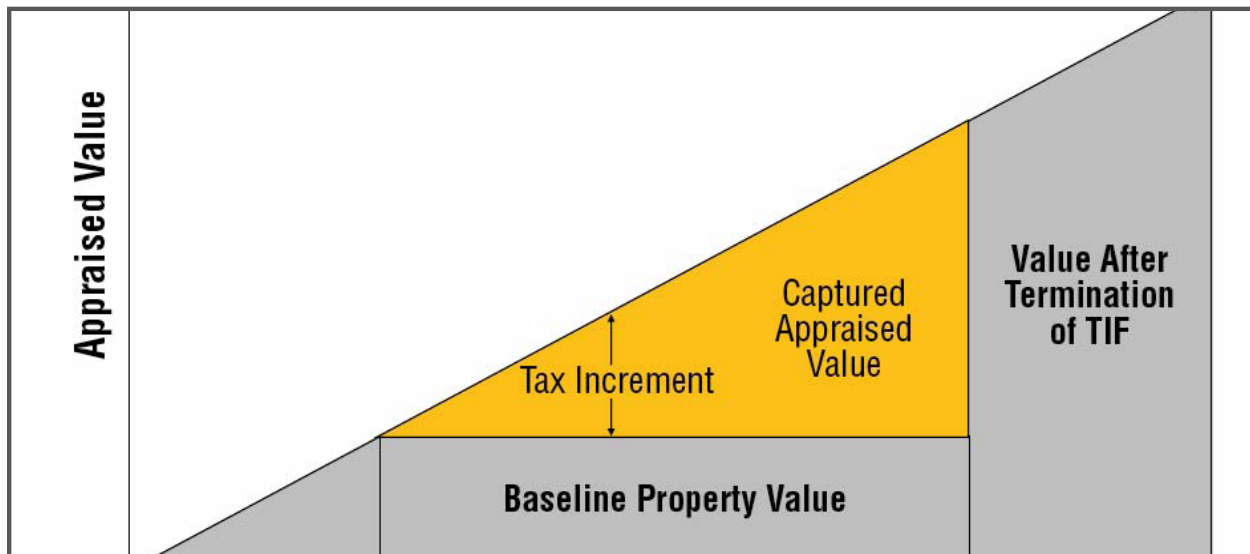 Appraised Value
Captured
Appraised
Value
Tax Increment
Value After
Termination
of TIF
Baseline Property Value